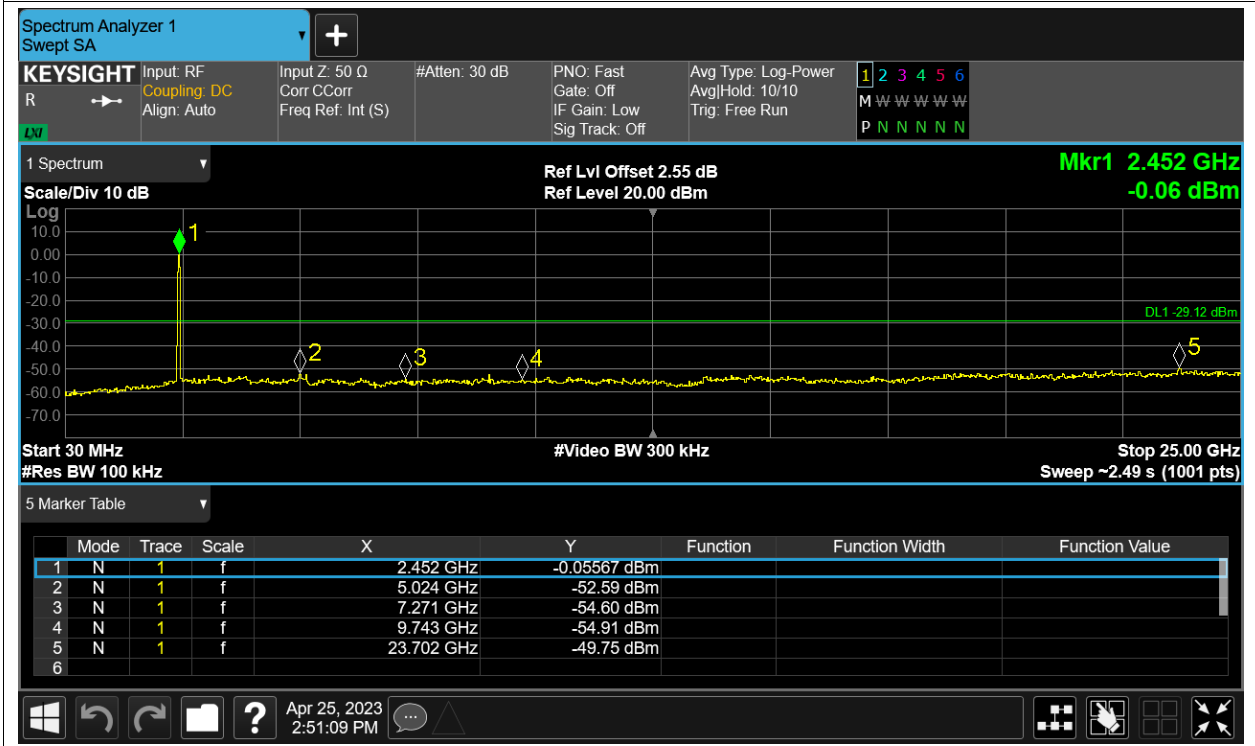 Spectrum Analyzer 1
Swept SA
+
KEYSIGHT
R
LXI
Input: RF
Coupling: DC
Align: Auto
Input Z: 50 Ω
Corr CCorr
Freq Ref: Int (S)
#Atten: 30 dB
PNO: Fast
Gate: Off
IF Gain: Low
Sig Track: Off
Avg Type: Log-Power
Avg|Hold: 10/10
Trig: Free Run
1 2 3 4 5 6
M W W W W W
P N N N N N
1 Spectrum
Scale/Div 10 dB
Ref Lvl Offset 2.55 dB
Ref Level 20.00 dBm
Mkr1 2.452 GHz
-0.06 dBm
Log
10.0
0.00
-10.0
-20.0
-30.0
-40.0
-50.0
-60.0
-70.0
1
2
3
4
5
DL1 -29.12 dBm
Start 30 MHz
#Res BW 100 kHz
#Video BW 300 kHz
Stop 25.00 GHz
Sweep ~2.49 s (1001 pts)
5 Marker Table
Mode Trace Scale X Y Function Function Width Function Value
1 N 1 f 2.452 GHz -0.05567 dBm
2 N 1 f 5.024 GHz -52.59 dBm
3 N 1 f 7.271 GHz -54.60 dBm
4 N 1 f 9.743 GHz -54.91 dBm
5 N 1 f 23.702 GHz -49.75 dBm
6
?
Apr 25, 2023
2:51:09 PM